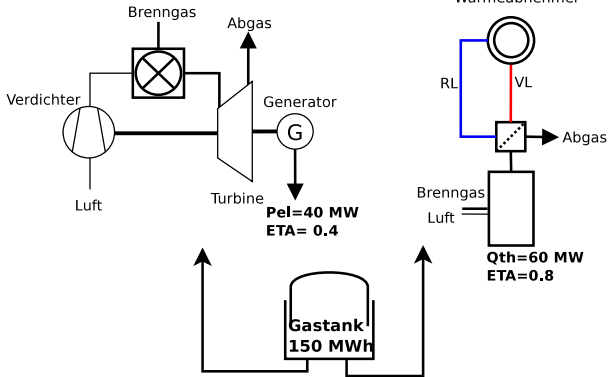 Wärmeabnehmer
Brenngas
Abgas
Verdichter
Generator
G
Luft
Turbine
Pel=40 MW
ETA= 0.4
RL
VL
Abgas
Brenngas
Luft
Qth=60 MW
ETA=0.8
Gastank
150 MWh